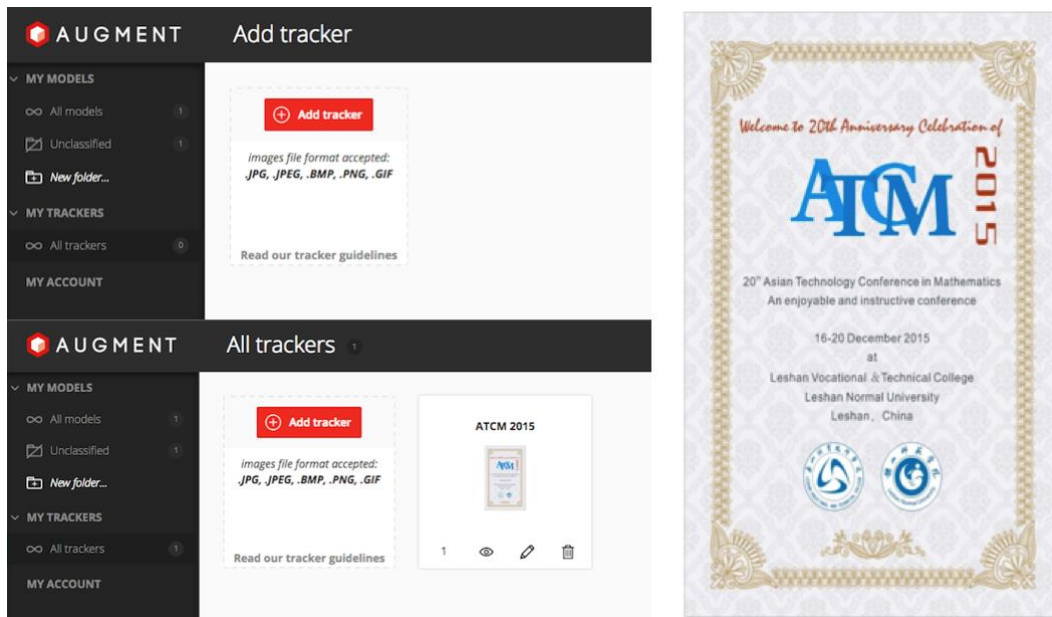 AUGMENT
Add tracker
MY MODELS
All models 1
Unclassified 1
New folder...
MY TRACKERS
All trackers 0
MY ACCOUNT
Add tracker
images file format accepted:
.JPG, .JPEG, .BMP, .PNG, .GIF
Read our tracker guidelines
AUGMENT
All trackers 1
MY MODELS
All models 1
Unclassified 1
New folder...
MY TRACKERS
All trackers 1
MY ACCOUNT
Add tracker
images file format accepted:
.JPG, .JPEG, .BMP, .PNG, .GIF
Read our tracker guidelines
ATCM 2015
1
Welcome to 20th Anniversary Celebration of
ATCM
2015
20th Asian Technology Conference in Mathematics
An enjoyable and instructive conference
16-20 December 2015
at
Leshan Vocational & Technical College
Leshan Normal University
Leshan, China